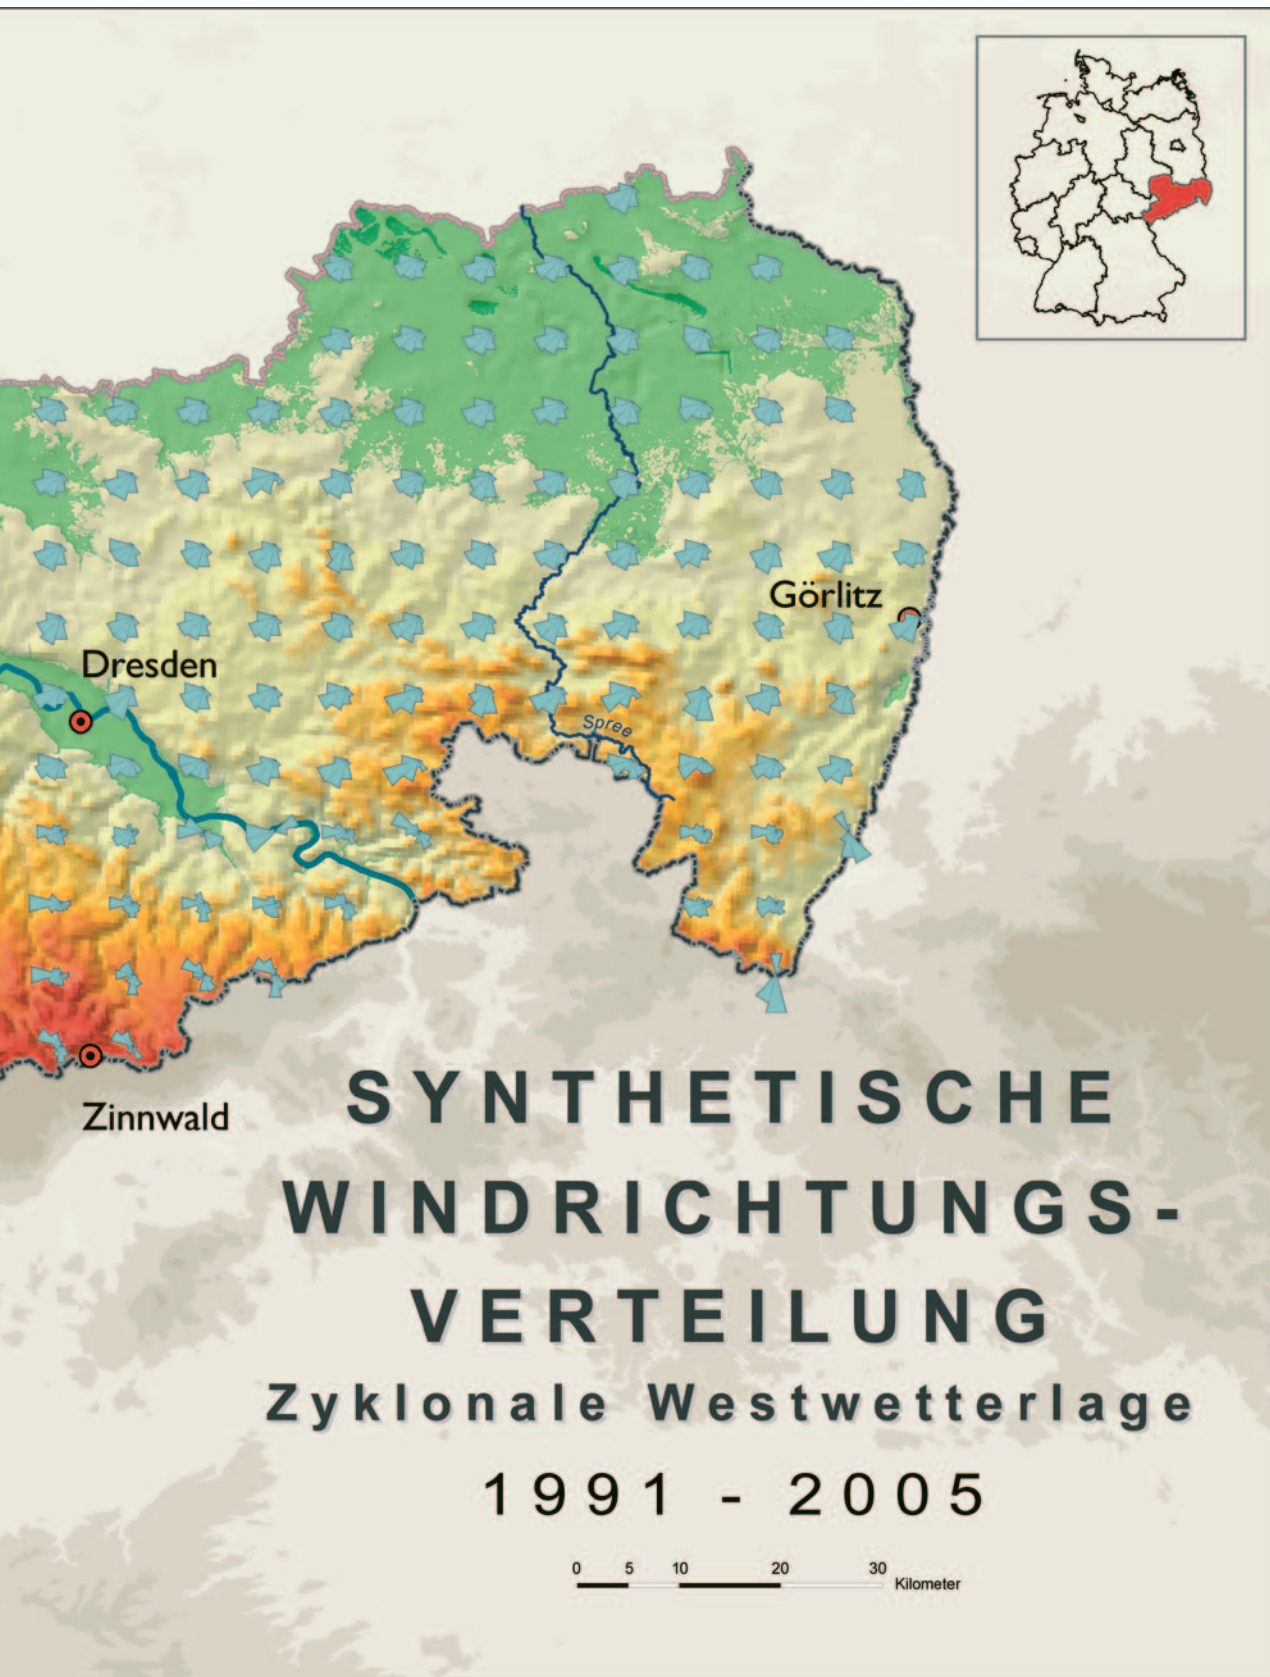 Görlitz
Dresden
Spree
Zinnwald
SYNTHETISCHE
WINDRICHTUNGS-
VERTEILUNG
Zyklonale Westwetterlage
1991 - 2005
0 5 10 20 30
Kilometer